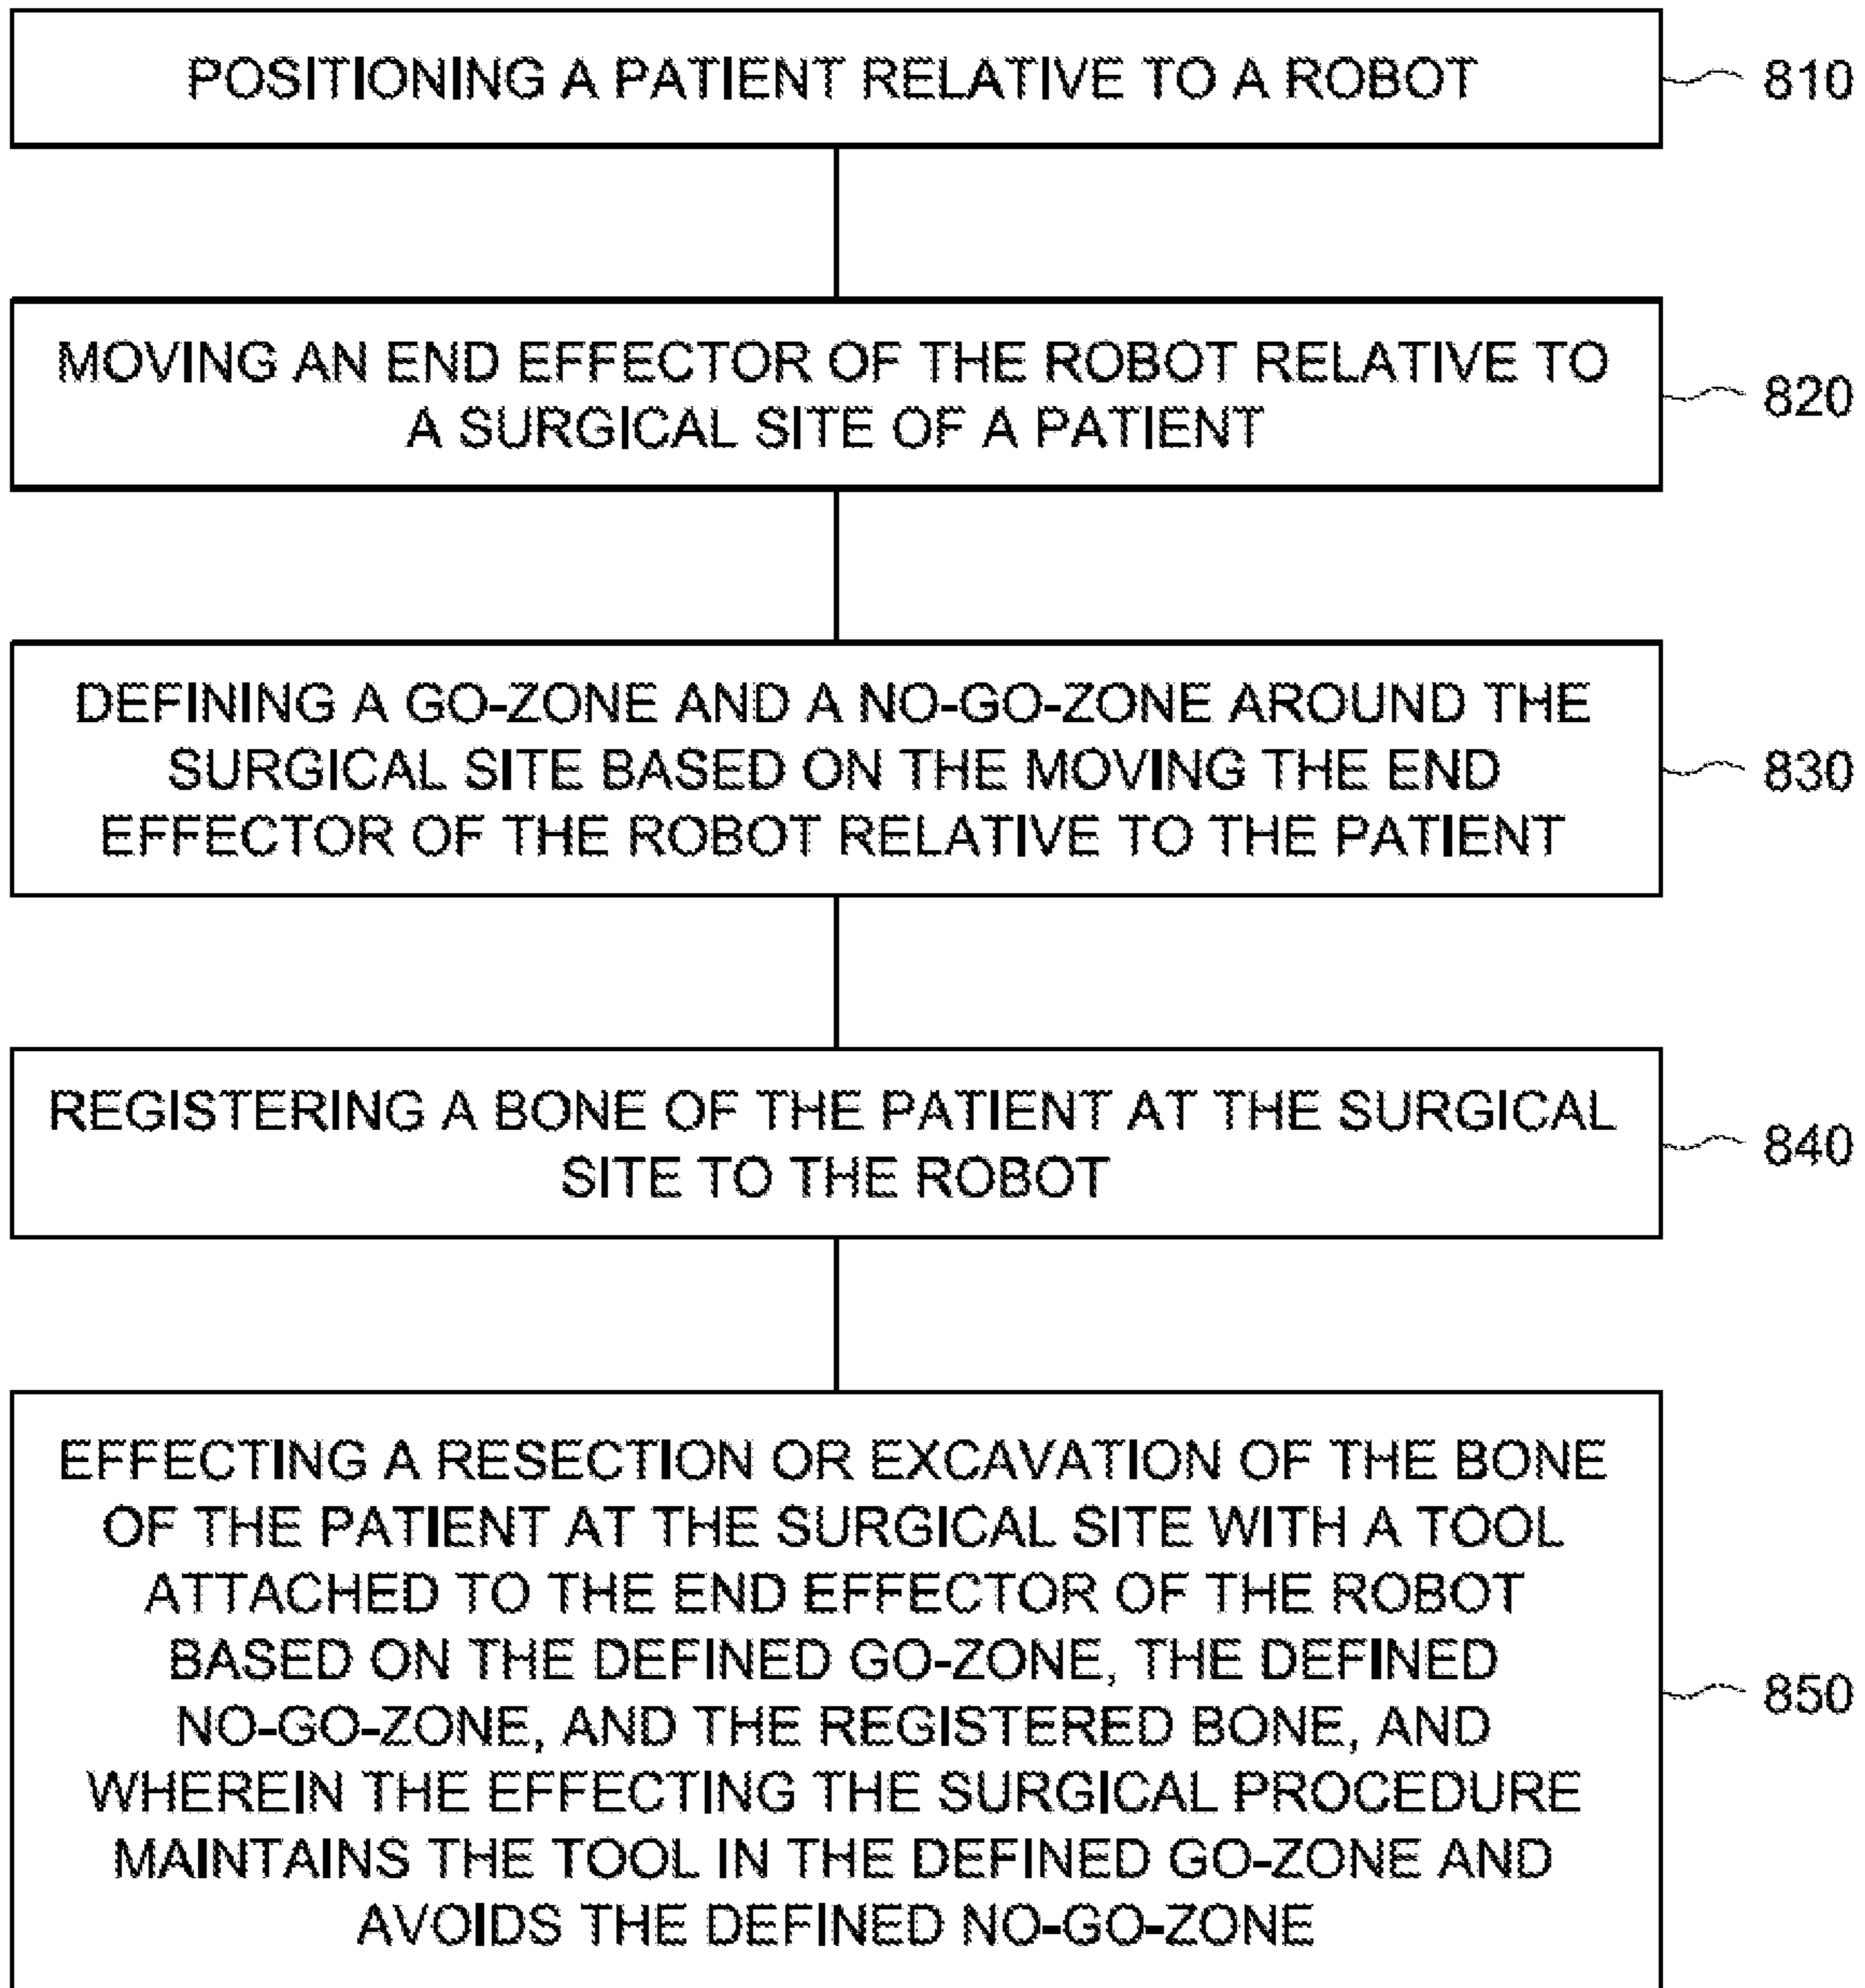 POSITIONING A PATIENT RELATIVE TO A ROBOT
810
MOVING AN END EFFECTOR OF THE ROBOT RELATIVE TO
A SURGICAL SITE OF A PATIENT
820
DEFINING A GO-ZONE AND A NO-GO-ZONE AROUND THE
SURGICAL SITE BASED ON THE MOVING THE END
EFFECTOR OF THE ROBOT RELATIVE TO THE PATIENT
830
REGISTERING A BONE OF THE PATIENT AT THE SURGICAL
SITE TO THE ROBOT
840
EFFECTING A RESECTION OR EXCAVATION OF THE BONE
OF THE PATIENT AT THE SURGICAL SITE WITH A TOOL
ATTACHED TO THE END EFFECTOR OF THE ROBOT
BASED ON THE DEFINED GO-ZONE, THE DEFINED
NO-GO-ZONE, AND THE REGISTERED BONE, AND
WHEREIN THE EFFECTING THE SURGICAL PROCEDURE
MAINTAINS THE TOOL IN THE DEFINED GO-ZONE AND
AVOIDS THE DEFINED NO-GO-ZONE
850